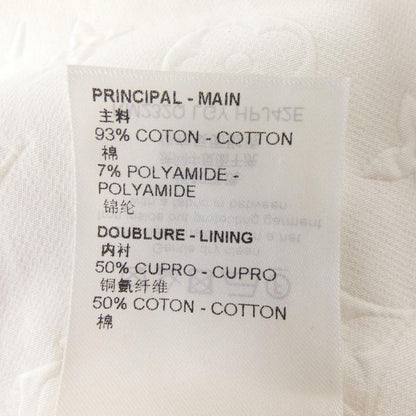 PRINCIPAL - MAIN
主料
93% COTON - COTTON
棉
7% POLYAMIDE -
POLYAMIDE
锦纶
DOUBLURE - LINING
内衬
50% CUPRO - CUPRO
铜氨纤维
50% COTON - COTTON
棉